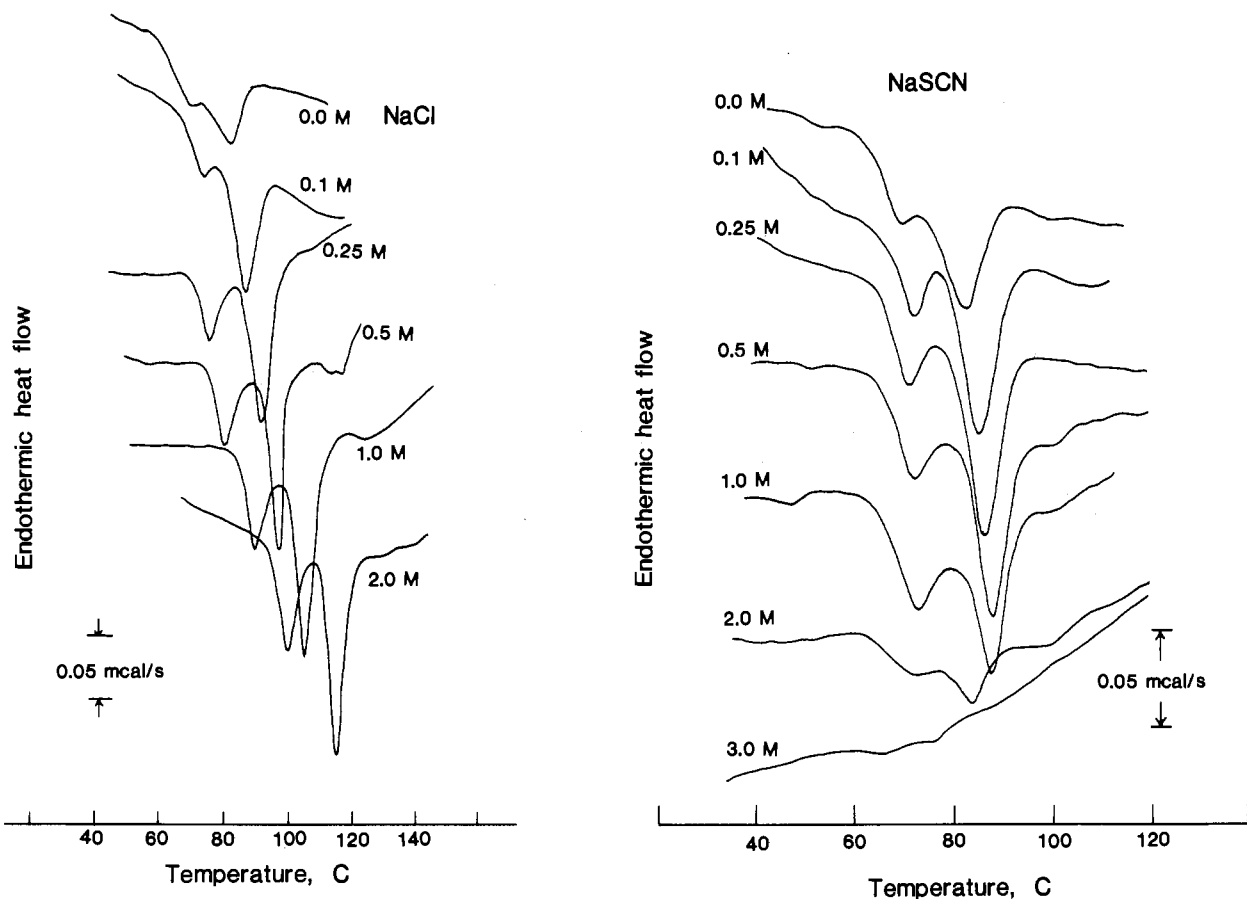 0.0 M
NaCl
0.1 M
0.25 M
0.5 M
1.0 M
2.0 M
Endothermic heat flow
0.05 mcal/s
40 60 80 100 120 140
Temperature, C
NaSCN
0.0 M
0.1 M
0.25 M
0.5 M
1.0 M
2.0 M
3.0 M
Endothermic heat flow
0.05 mcal/s
40 60 80 100 120
Temperature, C